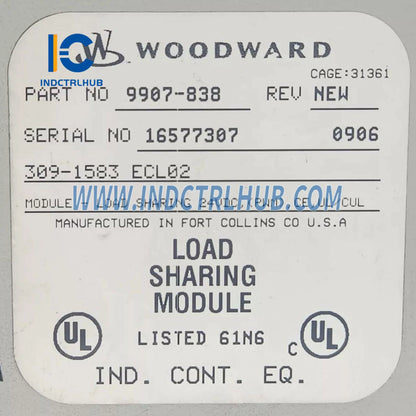 WOODWARD
INDCTRLHUB
CAGE:31361
PART NO 9907-838 REV NEW
SERIAL NO 16577307 0906
309-1583 ECL02
WWW.INDCTRLHUB.COM
MODULE - LOAD SHARING 24VDC, PWM, CE UL/CUL
MANUFACTURED IN FORT COLLINS CO U.S.A
LOAD
SHARING
MODULE
UL LISTED 61N6 C UL
IND. CONT. EQ.